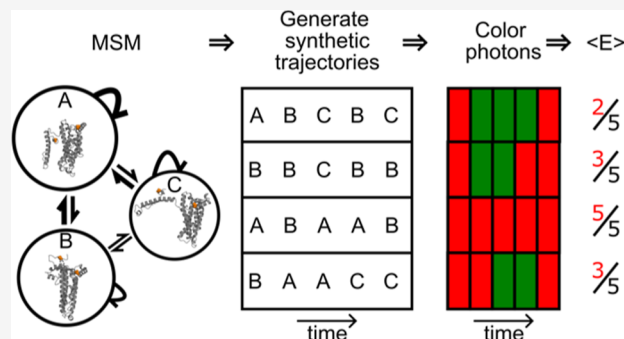 MSM ⇒ Generate synthetic trajectories ⇒ Color photons ⇒ <E>
A
C
B
A B C B C
B B C B B
A B A A B
B A A C C
time
2/5
3/5
5/5
3/5
time